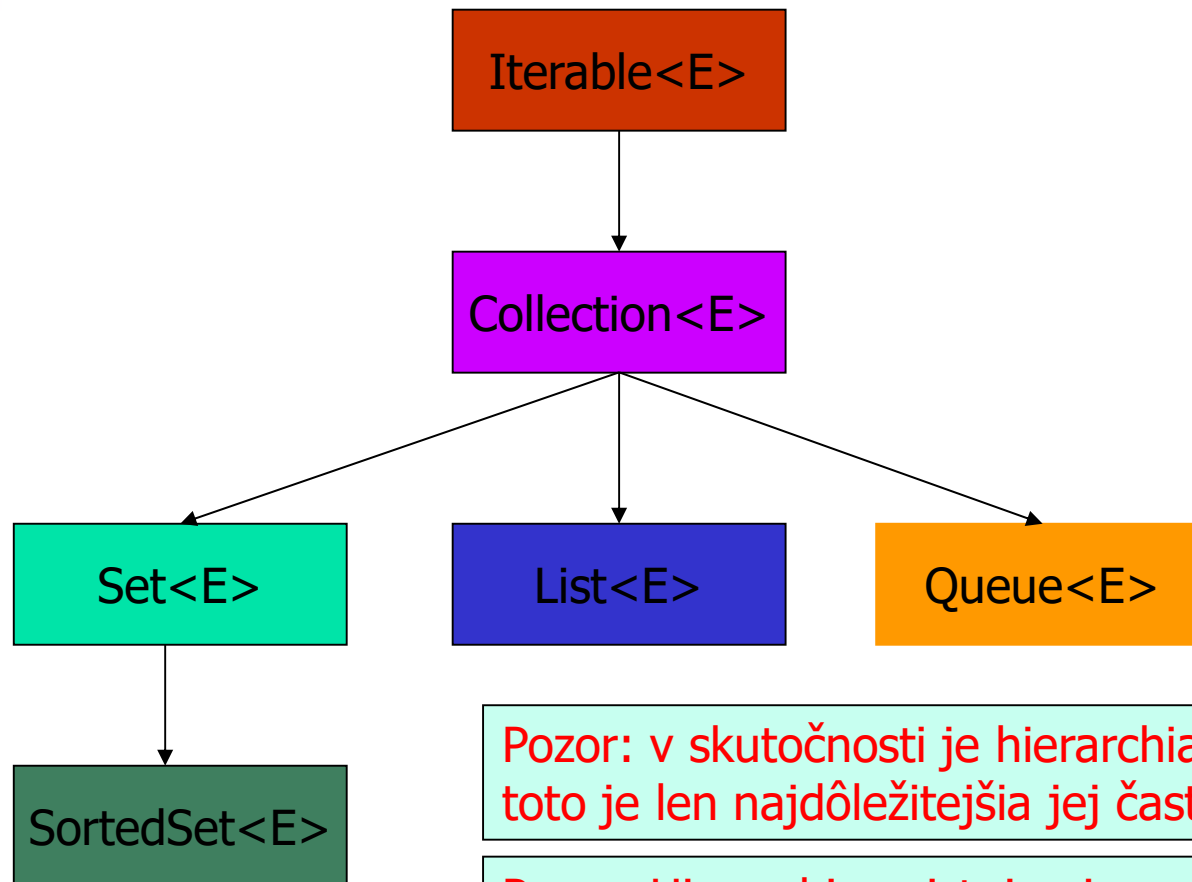 Iterable<E>
Collection<E>
Set<E>
List<E>
Queue<E>
SortedSet<E>
Pozor: v skutočnosti je hierarchia
toto je len najdôležitejšia jej časť